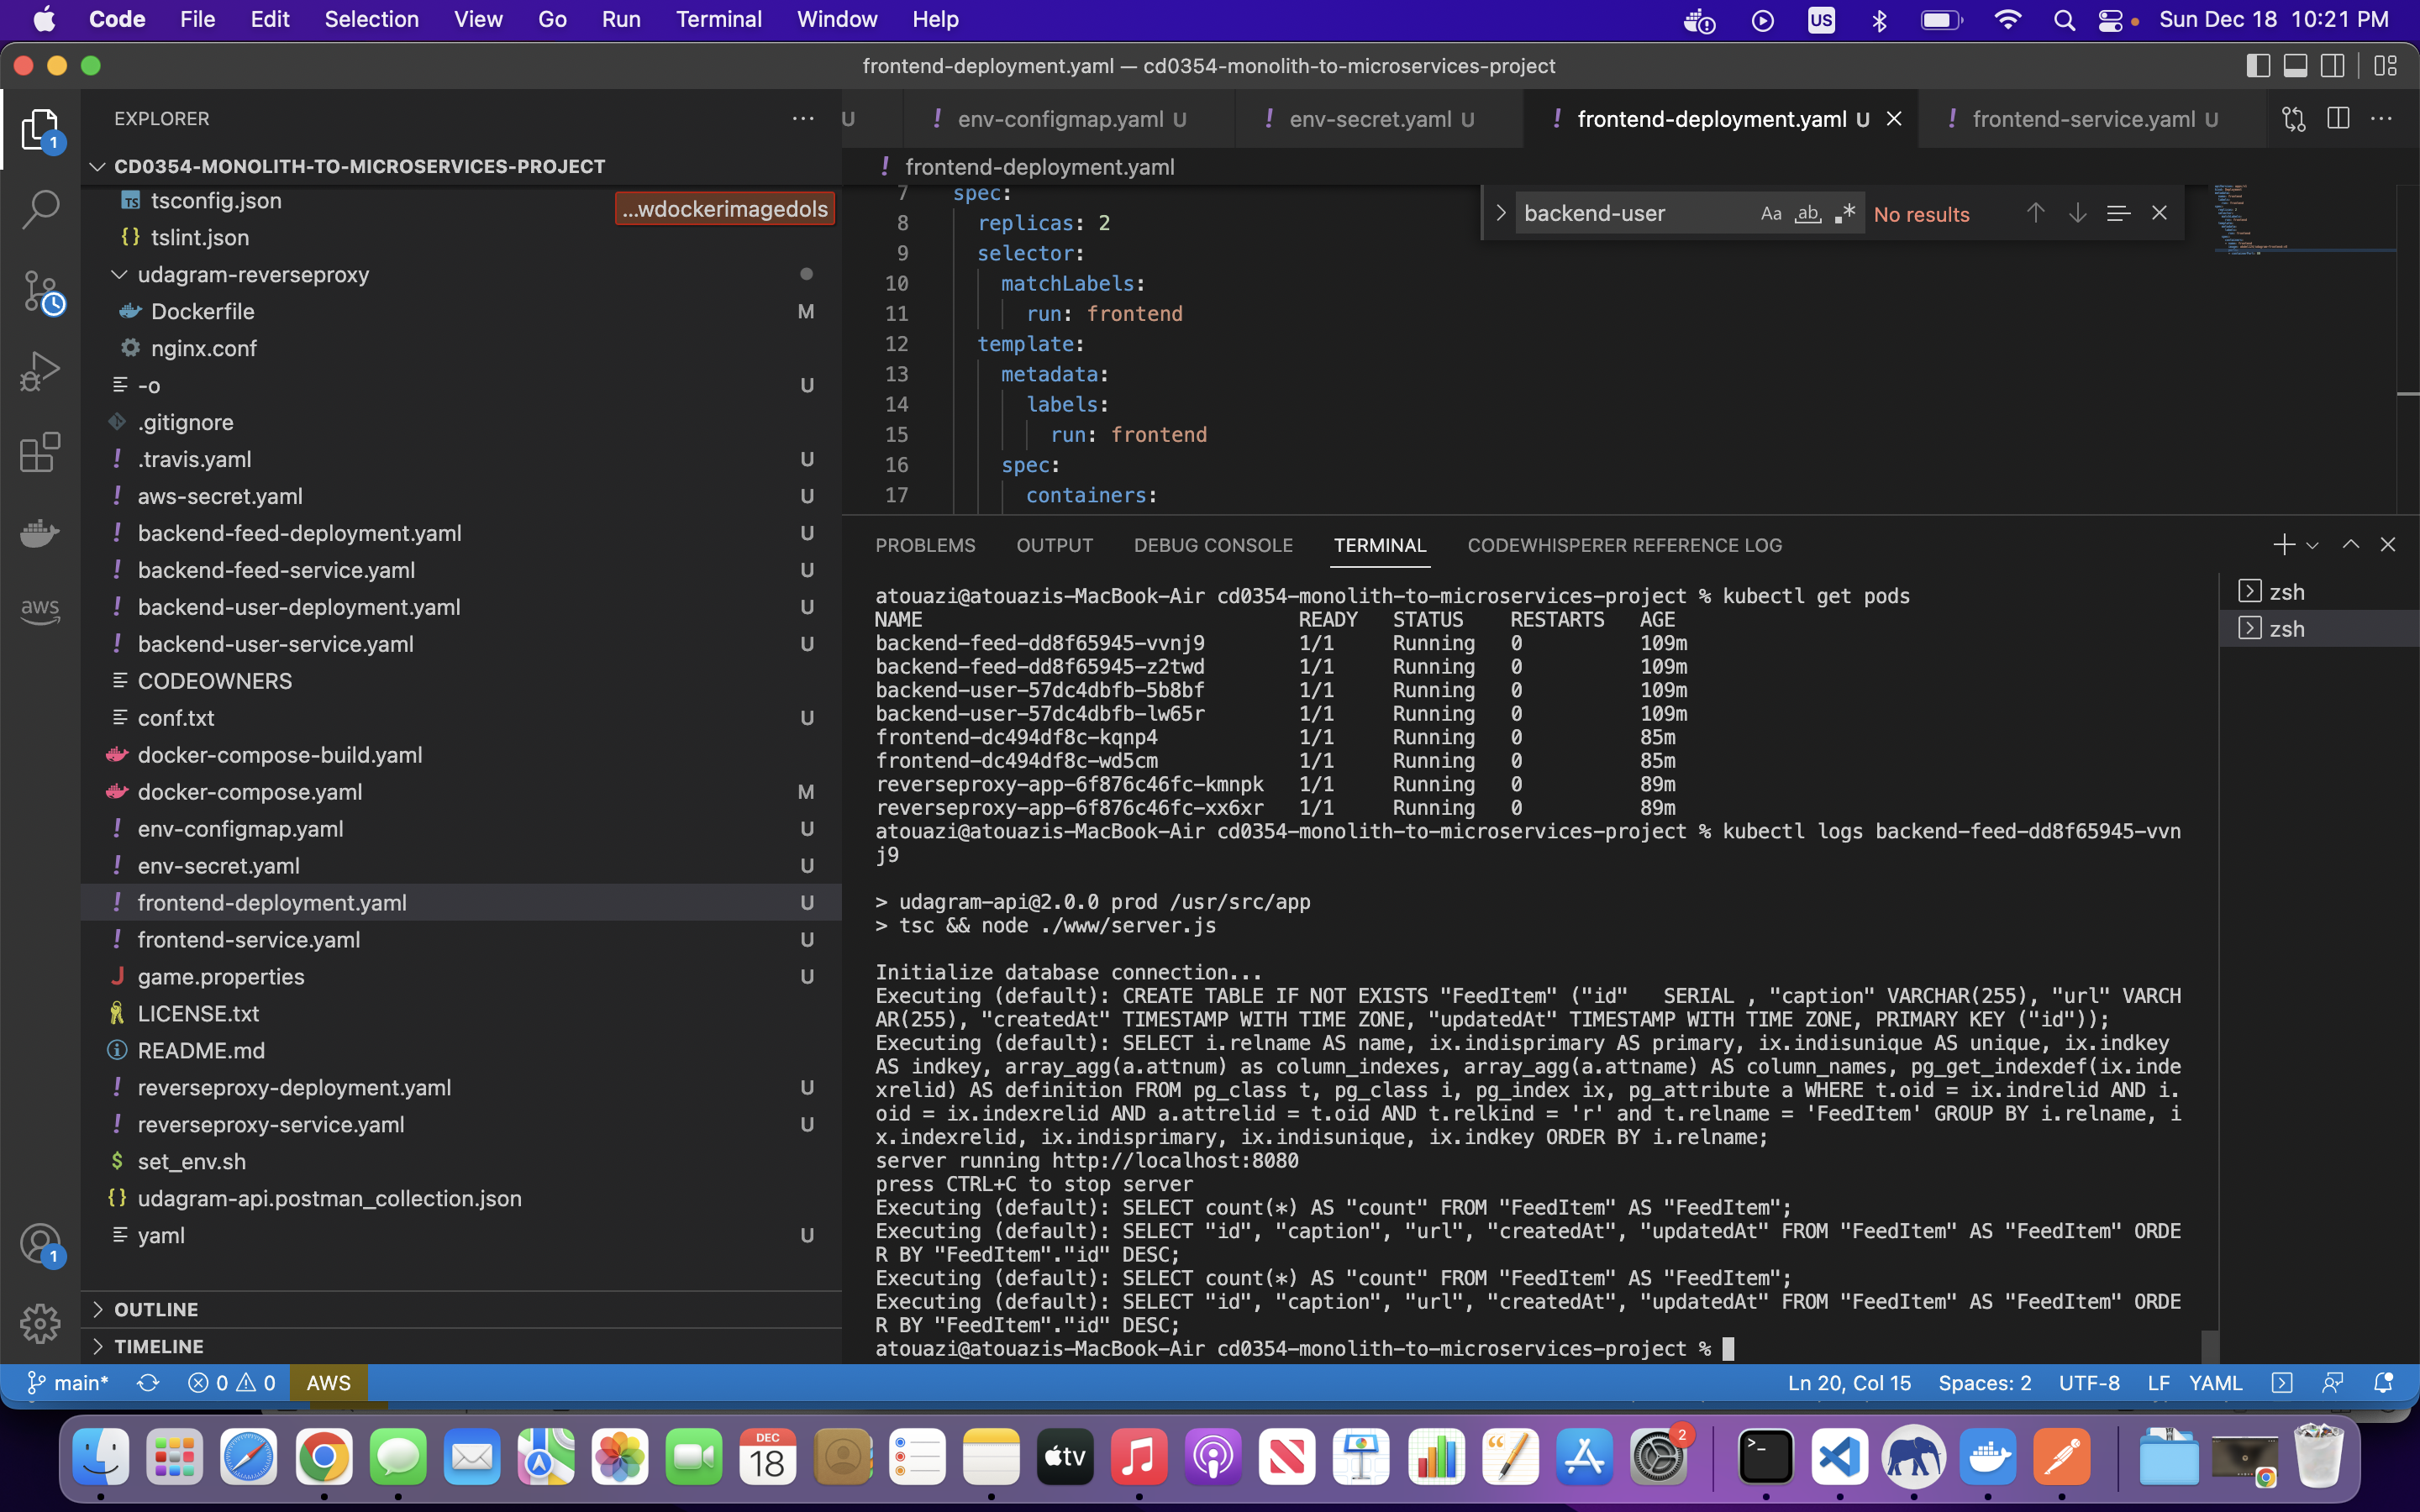 Code File Edit Selection View Go Run Terminal Window Help US Sun Dec 18 10:21 PM
frontend-deployment.yaml — cd0354-monolith-to-microservices-project
EXPLORER
U ! env-configmap.yaml U ! env-secret.yaml U ! frontend-deployment.yaml U ! frontend-service.yaml U
CD0354-MONOLITH-TO-MICROSERVICES-PROJECT
! frontend-deployment.yaml
TS tsconfig.json
...wdockerimagedols
{} tslint.json
udagram-reverseproxy
Dockerfile M
nginx.conf
-o U
.gitignore
! .travis.yaml U
! aws-secret.yaml U
! backend-feed-deployment.yaml U
! backend-feed-service.yaml U
! backend-user-deployment.yaml U
! backend-user-service.yaml U
CODEOWNERS
conf.txt U
docker-compose-build.yaml
docker-compose.yaml M
! env-configmap.yaml U
! env-secret.yaml U
! frontend-deployment.yaml U
! frontend-service.yaml U
J game.properties U
LICENSE.txt
README.md
! reverseproxy-deployment.yaml U
! reverseproxy-service.yaml U
$ set_env.sh
{} udagram-api.postman_collection.json
yaml U
OUTLINE
TIMELINE
1
aws
1
7 spec:
8 replicas: 2
9 selector:
10 matchLabels:
11 run: frontend
12 template:
13 metadata:
14 labels:
15 run: frontend
16 spec:
17 containers:
backend-user Aa ab .* No results
PROBLEMS OUTPUT DEBUG CONSOLE TERMINAL CODEWHISPERER REFERENCE LOG
zsh
zsh
atouazi@atouazis-MacBook-Air cd0354-monolith-to-microservices-project % kubectl get pods
NAME READY STATUS RESTARTS AGE
backend-feed-dd8f65945-vvnj9 1/1 Running 0 109m
backend-feed-dd8f65945-z2twd 1/1 Running 0 109m
backend-user-57dc4dbfb-5b8bf 1/1 Running 0 109m
backend-user-57dc4dbfb-lw65r 1/1 Running 0 109m
frontend-dc494df8c-kqnp4 1/1 Running 0 85m
frontend-dc494df8c-wd5cm 1/1 Running 0 85m
reverseproxy-app-6f876c46fc-kmnpk 1/1 Running 0 89m
reverseproxy-app-6f876c46fc-xx6xr 1/1 Running 0 89m
atouazi@atouazis-MacBook-Air cd0354-monolith-to-microservices-project % kubectl logs backend-feed-dd8f65945-vvn
j9
> udagram-api@2.0.0 prod /usr/src/app
> tsc && node ./www/server.js
Initialize database connection...
Executing (default): CREATE TABLE IF NOT EXISTS "FeedItem" ("id" SERIAL , "caption" VARCHAR(255), "url" VARCH
AR(255), "createdAt" TIMESTAMP WITH TIME ZONE, "updatedAt" TIMESTAMP WITH TIME ZONE, PRIMARY KEY ("id"));
Executing (default): SELECT i.relname AS name, ix.indisprimary AS primary, ix.indisunique AS unique, ix.indkey
AS indkey, array_agg(a.attnum) as column_indexes, array_agg(a.attname) AS column_names, pg_get_indexdef(ix.inde
xrelid) AS definition FROM pg_class t, pg_class i, pg_index ix, pg_attribute a WHERE t.oid = ix.indrelid AND i.
oid = ix.indexrelid AND a.attrelid = t.oid AND t.relkind = 'r' and t.relname = 'FeedItem' GROUP BY i.relname, i
x.indexrelid, ix.indisprimary, ix.indisunique, ix.indkey ORDER BY i.relname;
server running http://localhost:8080
press CTRL+C to stop server
Executing (default): SELECT count(*) AS "count" FROM "FeedItem" AS "FeedItem";
Executing (default): SELECT "id", "caption", "url", "createdAt", "updatedAt" FROM "FeedItem" AS "FeedItem" ORDE
R BY "FeedItem"."id" DESC;
Executing (default): SELECT count(*) AS "count" FROM "FeedItem" AS "FeedItem";
Executing (default): SELECT "id", "caption", "url", "createdAt", "updatedAt" FROM "FeedItem" AS "FeedItem" ORDE
R BY "FeedItem"."id" DESC;
atouazi@atouazis-MacBook-Air cd0354-monolith-to-microservices-project %
main* 0 0 AWS Ln 20, Col 15 Spaces: 2 UTF-8 LF YAML
DEC
18
tv
2